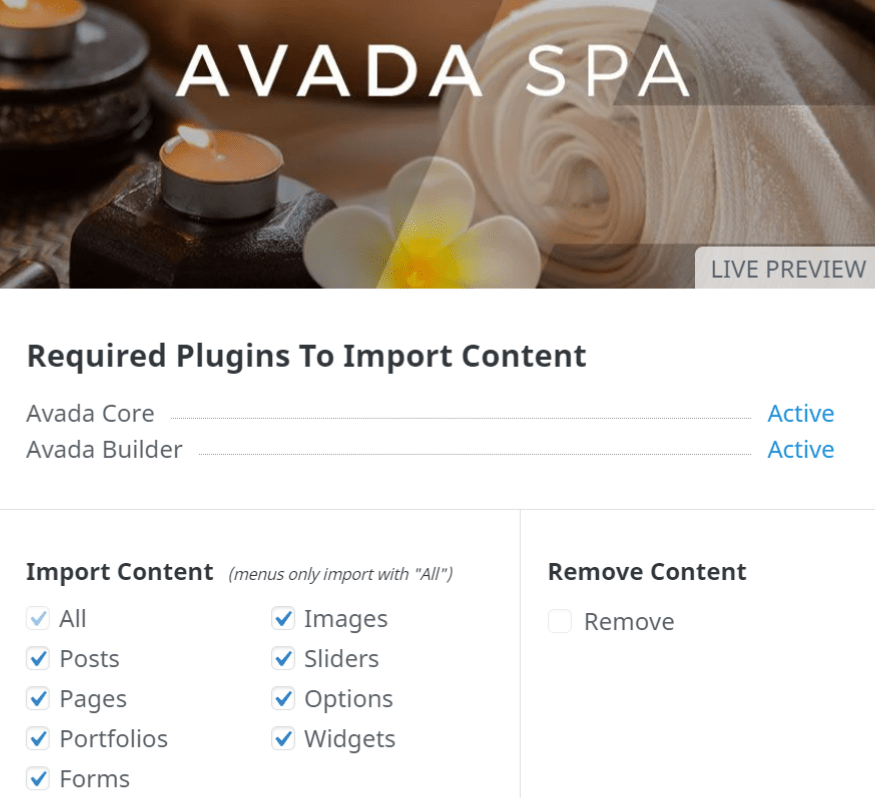 AVADA SPA
LIVE PREVIEW
Required Plugins To Import Content
Avada Core Active
Avada Builder Active
Import Content (menus only import with "All")
All
Posts
Pages
Portfolios
Forms
Images
Sliders
Options
Widgets
Remove Content
Remove